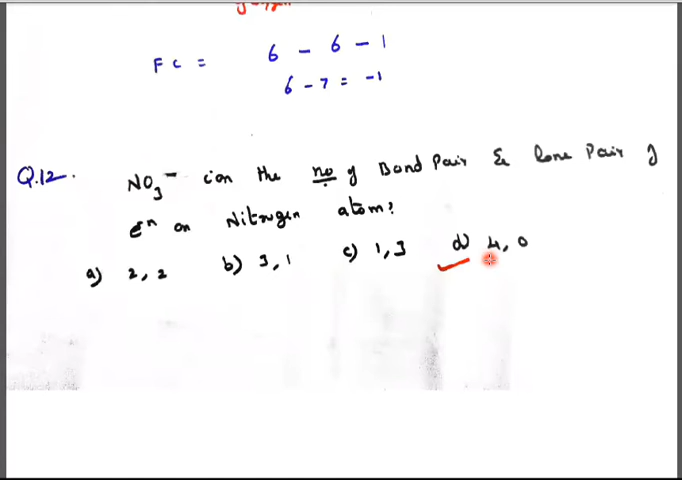 FC = 6 - 6 - 1
6 - 7 = -1
Q.12. NO3⁻ ion the no of Bond Pair & lone Pair of
eⁿ on Nitrogen atom?
a) 2, 2 b) 3, 1 c) 1, 3 d) 4, 0